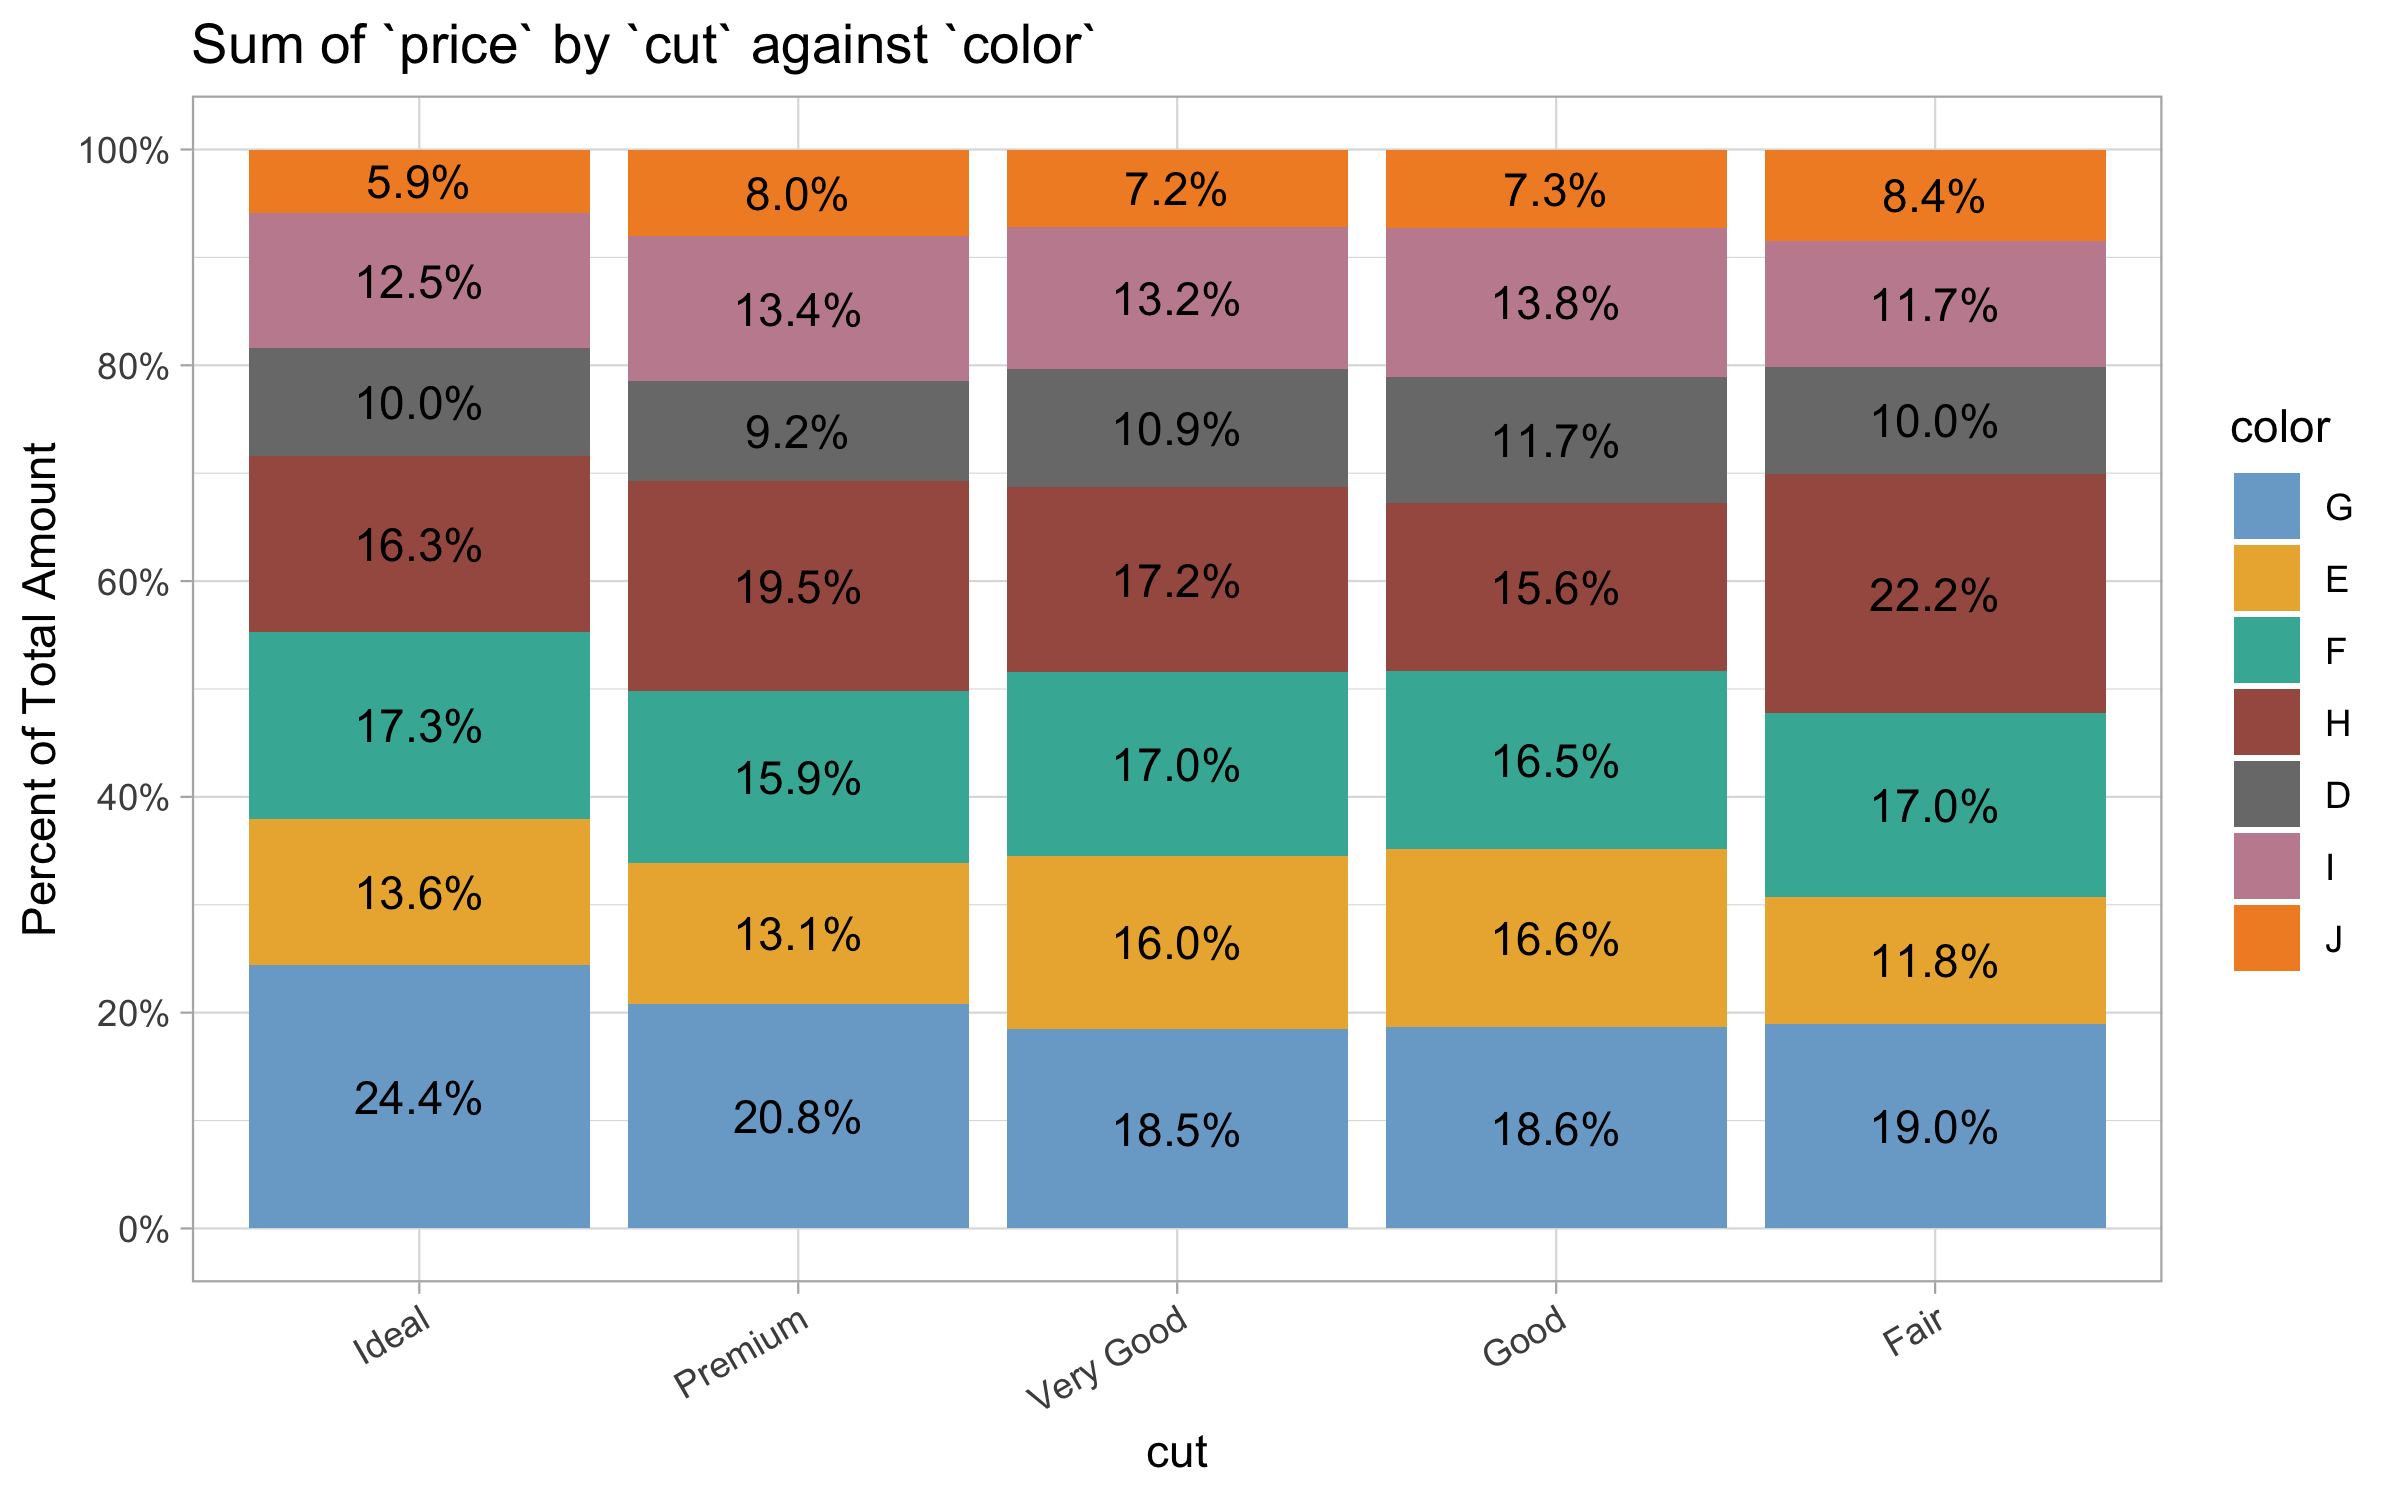 Sum of `price` by `cut` against `color`
Percent of Total Amount
100%
80%
60%
40%
20%
0%
5.9%
12.5%
10.0%
16.3%
17.3%
13.6%
24.4%
8.0%
13.4%
9.2%
19.5%
15.9%
13.1%
20.8%
7.2%
13.2%
10.9%
17.2%
17.0%
16.0%
18.5%
7.3%
13.8%
11.7%
15.6%
16.5%
16.6%
18.6%
8.4%
11.7%
10.0%
22.2%
17.0%
11.8%
19.0%
Ideal
Premium
Very Good
Good
Fair
cut
color
G
E
F
H
D
I
J